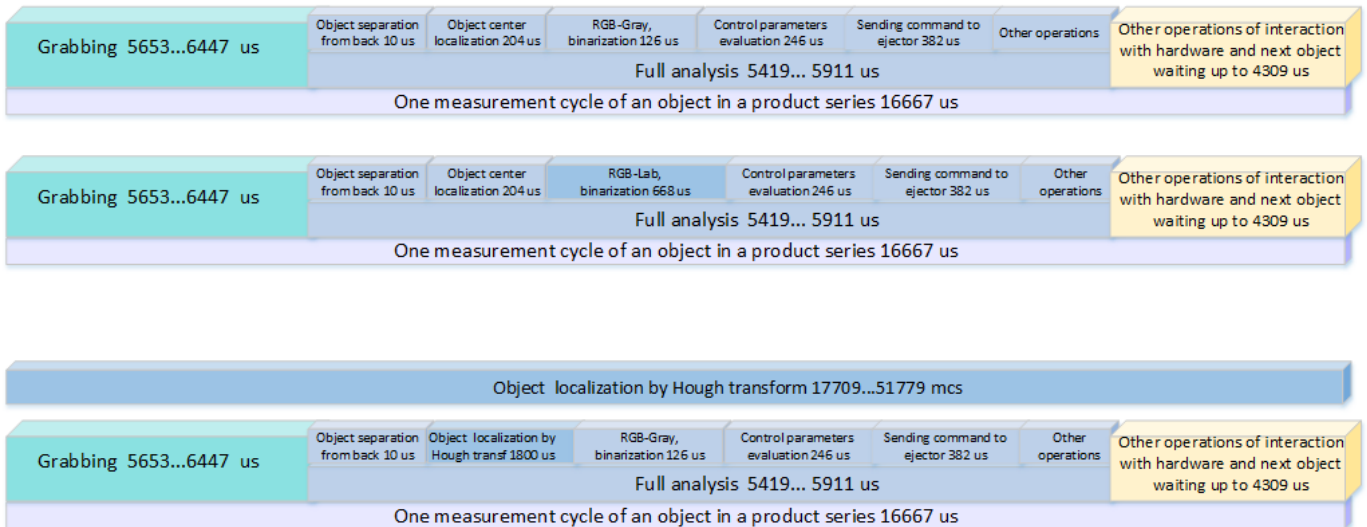 Grabbing 5653...6447 us
Object separation
from back 10 us
Object center
localization 204 us
RGB-Gray,
binarization 126 us
Control parameters
evaluation 246 us
Sending command to
ejector 382 us
Other operations
Full analysis 5419... 5911 us
Other operations of interaction
with hardware and next object
waiting up to 4309 us
One measurement cycle of an object in a product series 16667 us
Grabbing 5653...6447 us
Object separation
from back 10 us
Object center
localization 204 us
RGB-Lab,
binarization 668 us
Control parameters
evaluation 246 us
Sending command to
ejector 382 us
Other
operations
Full analysis 5419... 5911 us
Other operations of interaction
with hardware and next object
waiting up to 4309 us
One measurement cycle of an object in a product series 16667 us
Object localization by Hough transform 17709...51779 mcs
Grabbing 5653...6447 us
Object separation
from back 10 us
Object localization by
Hough transf 1800 us
RGB-Gray,
binarization 126 us
Control parameters
evaluation 246 us
Sending command to
ejector 382 us
Other
operations
Full analysis 5419... 5911 us
Other operations of interaction
with hardware and next object
waiting up to 4309 us
One measurement cycle of an object in a product series 16667 us